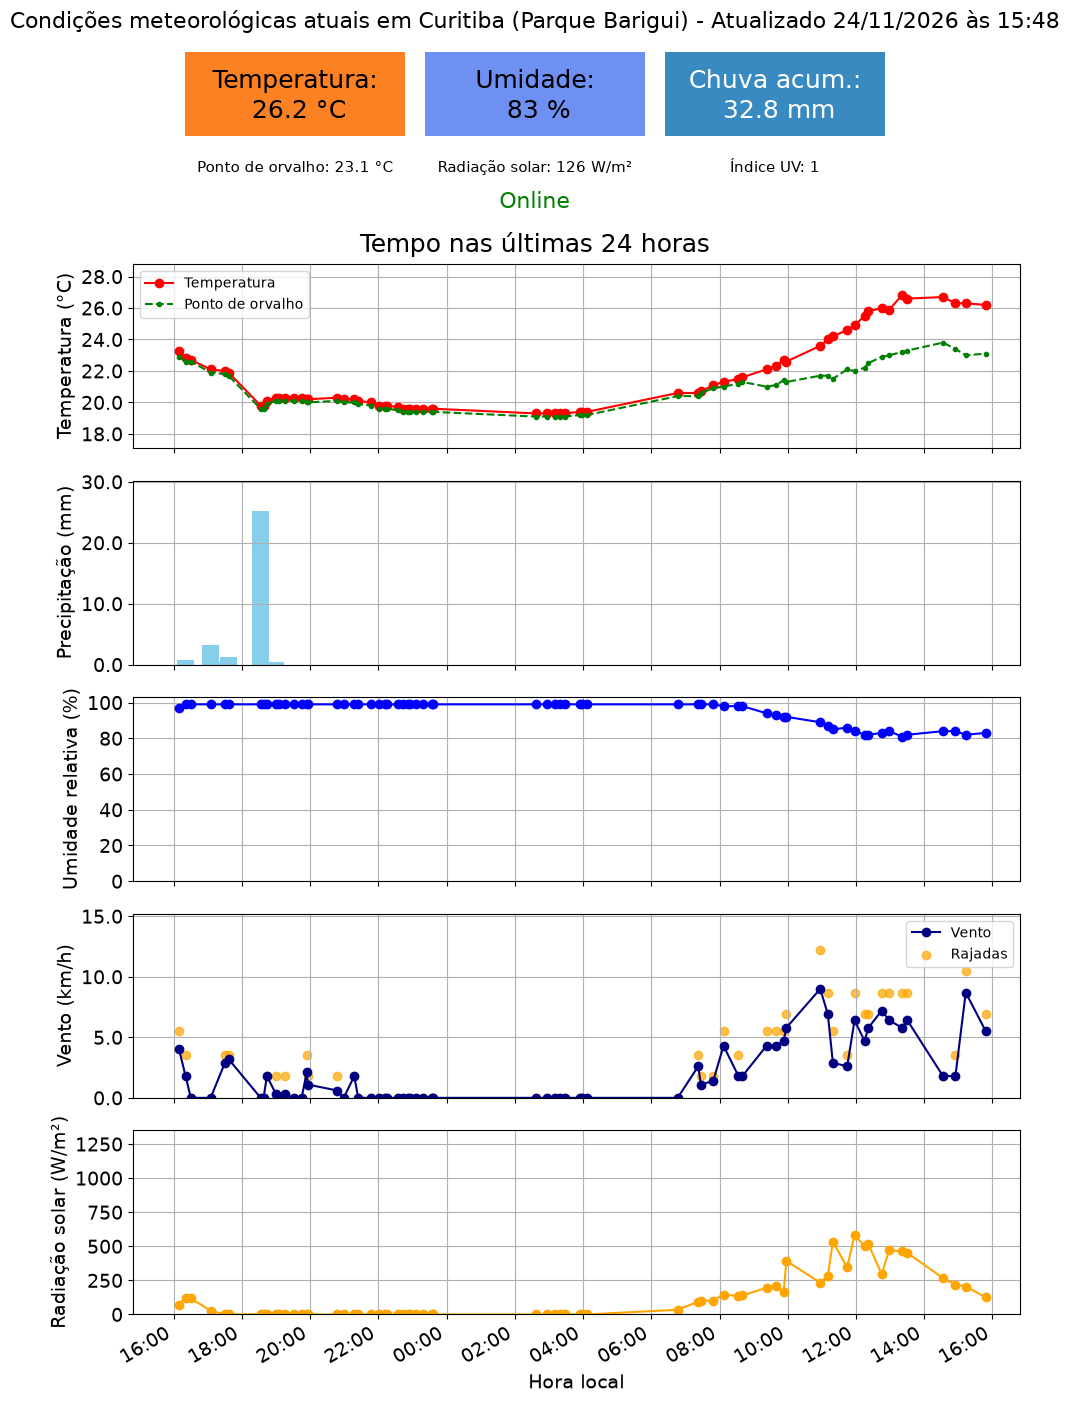 Condições meteorológicas atuais em Curitiba (Parque Barigui) - Atualizado 24/11/2026 às 15:48
Temperatura:
26.2 °C
Umidade:
83 %
Chuva acum.:
32.8 mm
Ponto de orvalho: 23.1 °C
Radiação solar: 126 W/m²
Índice UV: 1
Online
Tempo nas últimas 24 horas
Temperatura (°C)
28.0
26.0
24.0
22.0
20.0
18.0
Temperatura
Ponto de orvalho
Precipitação (mm)
30.0
20.0
10.0
0.0
Umidade relativa (%)
100
80
60
40
20
0
Vento (km/h)
15.0
10.0
5.0
0.0
Vento
Rajadas
Radiação solar (W/m²)
1250
1000
750
500
250
0
16:00
18:00
20:00
22:00
00:00
02:00
04:00
06:00
08:00
10:00
12:00
14:00
16:00
Hora local